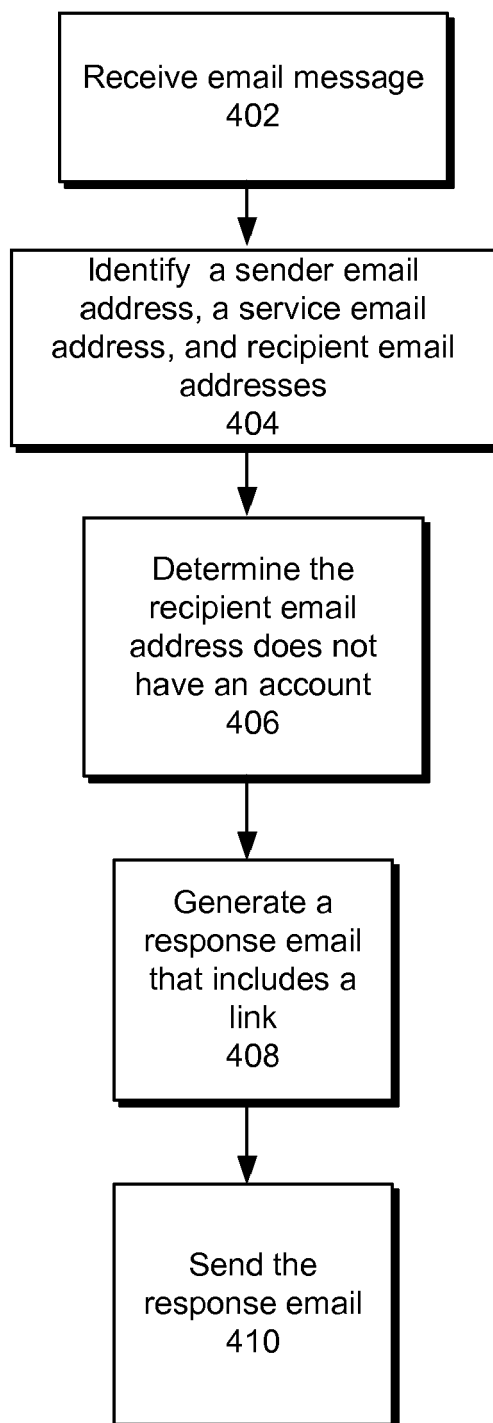 Receive email message
402
Identify a sender email
address, a service email
address, and recipient email
addresses
404
Determine the
recipient email
address does not
have an account
406
Generate a
response email
that includes a
link
408
Send the
response email
410